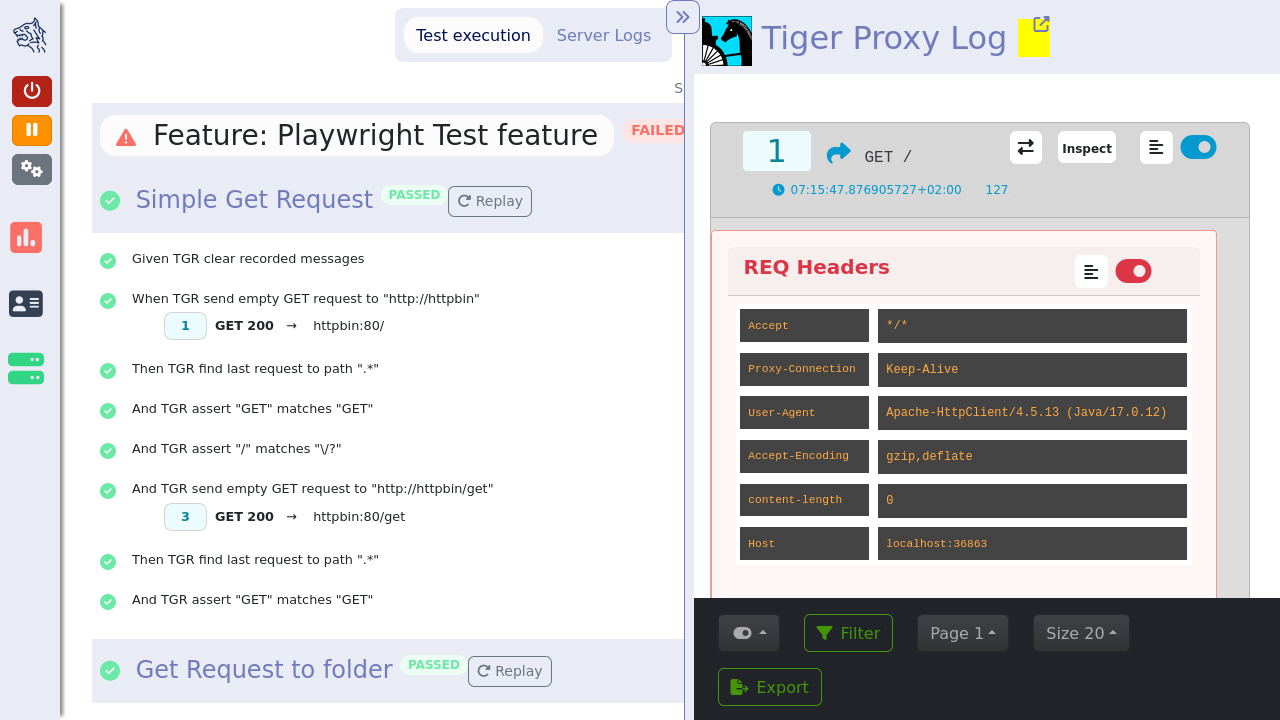 Test execution
Server Logs
S
Feature: Playwright Test feature
FAILED
Simple Get Request
PASSED
Replay
Given TGR clear recorded messages
When TGR send empty GET request to "http://httpbin"
1 GET 200 → httpbin:80/
Then TGR find last request to path ".*"
And TGR assert "GET" matches "GET"
And TGR assert "/" matches "\/?"
And TGR send empty GET request to "http://httpbin/get"
3 GET 200 → httpbin:80/get
Then TGR find last request to path ".*"
And TGR assert "GET" matches "GET"
Get Request to folder
PASSED
Replay
Tiger Proxy Log
1
GET /
Inspect
07:15:47.876905727+02:00 127.
REQ Headers
Accept */*
Proxy-Connection Keep-Alive
User-Agent Apache-HttpClient/4.5.13 (Java/17.0.12)
Accept-Encoding gzip,deflate
content-length 0
Host localhost:36863
Filter
Page 1
Size 20
Export